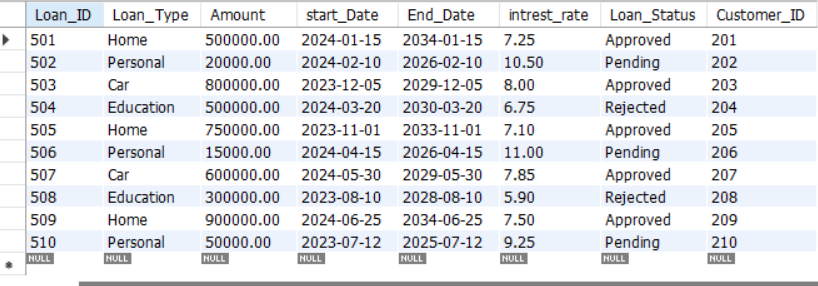 Loan_ID Loan_Type Amount start_Date End_Date intrest_rate Loan_Status Customer_ID
501 Home 500000.00 2024-01-15 2034-01-15 7.25 Approved 201
502 Personal 20000.00 2024-02-10 2026-02-10 10.50 Pending 202
503 Car 800000.00 2023-12-05 2029-12-05 8.00 Approved 203
504 Education 500000.00 2024-03-20 2030-03-20 6.75 Rejected 204
505 Home 750000.00 2023-11-01 2033-11-01 7.10 Approved 205
506 Personal 15000.00 2024-04-15 2026-04-15 11.00 Pending 206
507 Car 600000.00 2024-05-30 2029-05-30 7.85 Approved 207
508 Education 300000.00 2023-08-10 2028-08-10 5.90 Rejected 208
509 Home 900000.00 2024-06-25 2034-06-25 7.50 Approved 209
510 Personal 50000.00 2023-07-12 2025-07-12 9.25 Pending 210
NULL NULL NULL NULL NULL NULL NULL NULL